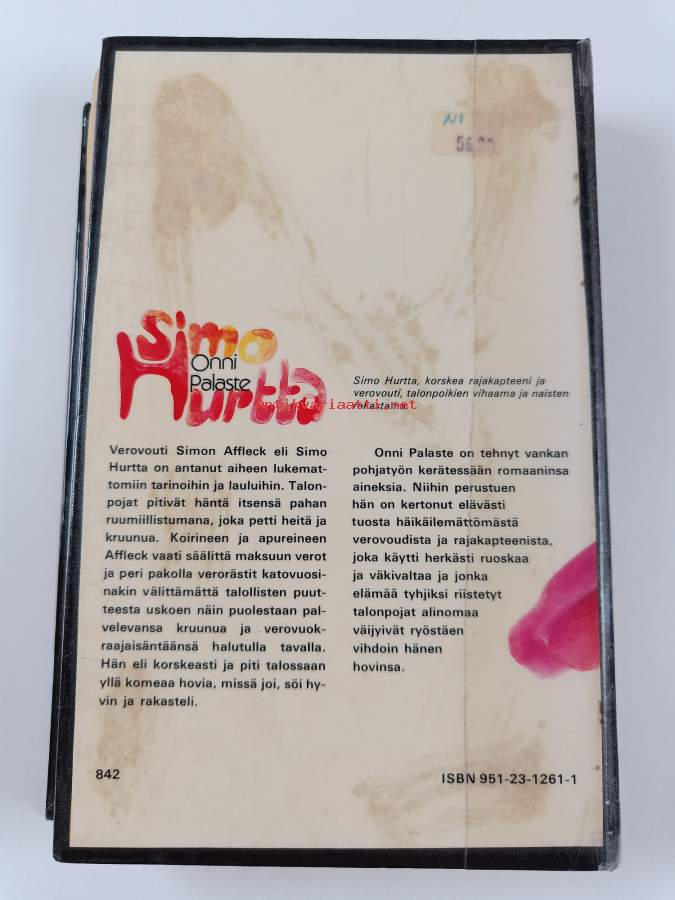 N1
56,00
Simo
Onni
Palaste
Hurtta
antikvariaatti.net
Simo Hurtta, korskea rajakapteeni ja
verovouti, talonpoikien vihaama ja naisten
Verovouti Simon Affleck eli Simo
Hurtta on antanut aiheen lukemat-
tomiin tarinoihin ja lauluihin. Talon-
pojat pitivät häntä itsensä pahan
ruumiillistumana, joka petti heitä ja
kruunua. Koirineen ja apureineen
Affleck vaati säälittä maksuun verot
ja peri pakolla verorästit katovuosi-
nakin välittämättä talollisten puut-
teesta uskoen näin puolestaan pal-
velevansa kruunua ja verovuok-
raajaisäntäänsä halutulla tavalla.
Hän eli korskeasti ja piti talossaan
yllä komeaa hovia, missä joi, söi hy-
vin ja rakasteli.
Onni Palaste on tehnyt vankan
pohjatyön kerätessään romaaninsa
aineksia. Niihin perustuen
hän on kertonut elävästi
tuosta häikäilemättömästä
verovoudista ja rajakapteenista,
joka käytti herkästi ruoskaa
ja väkivaltaa ja jonka
elämää tyhjiksi riistetyt
talonpojat alinomaa
väijyivät ryöstäen
vihdoin hänen
hovinsa.
842
ISBN 951-23-1261-1